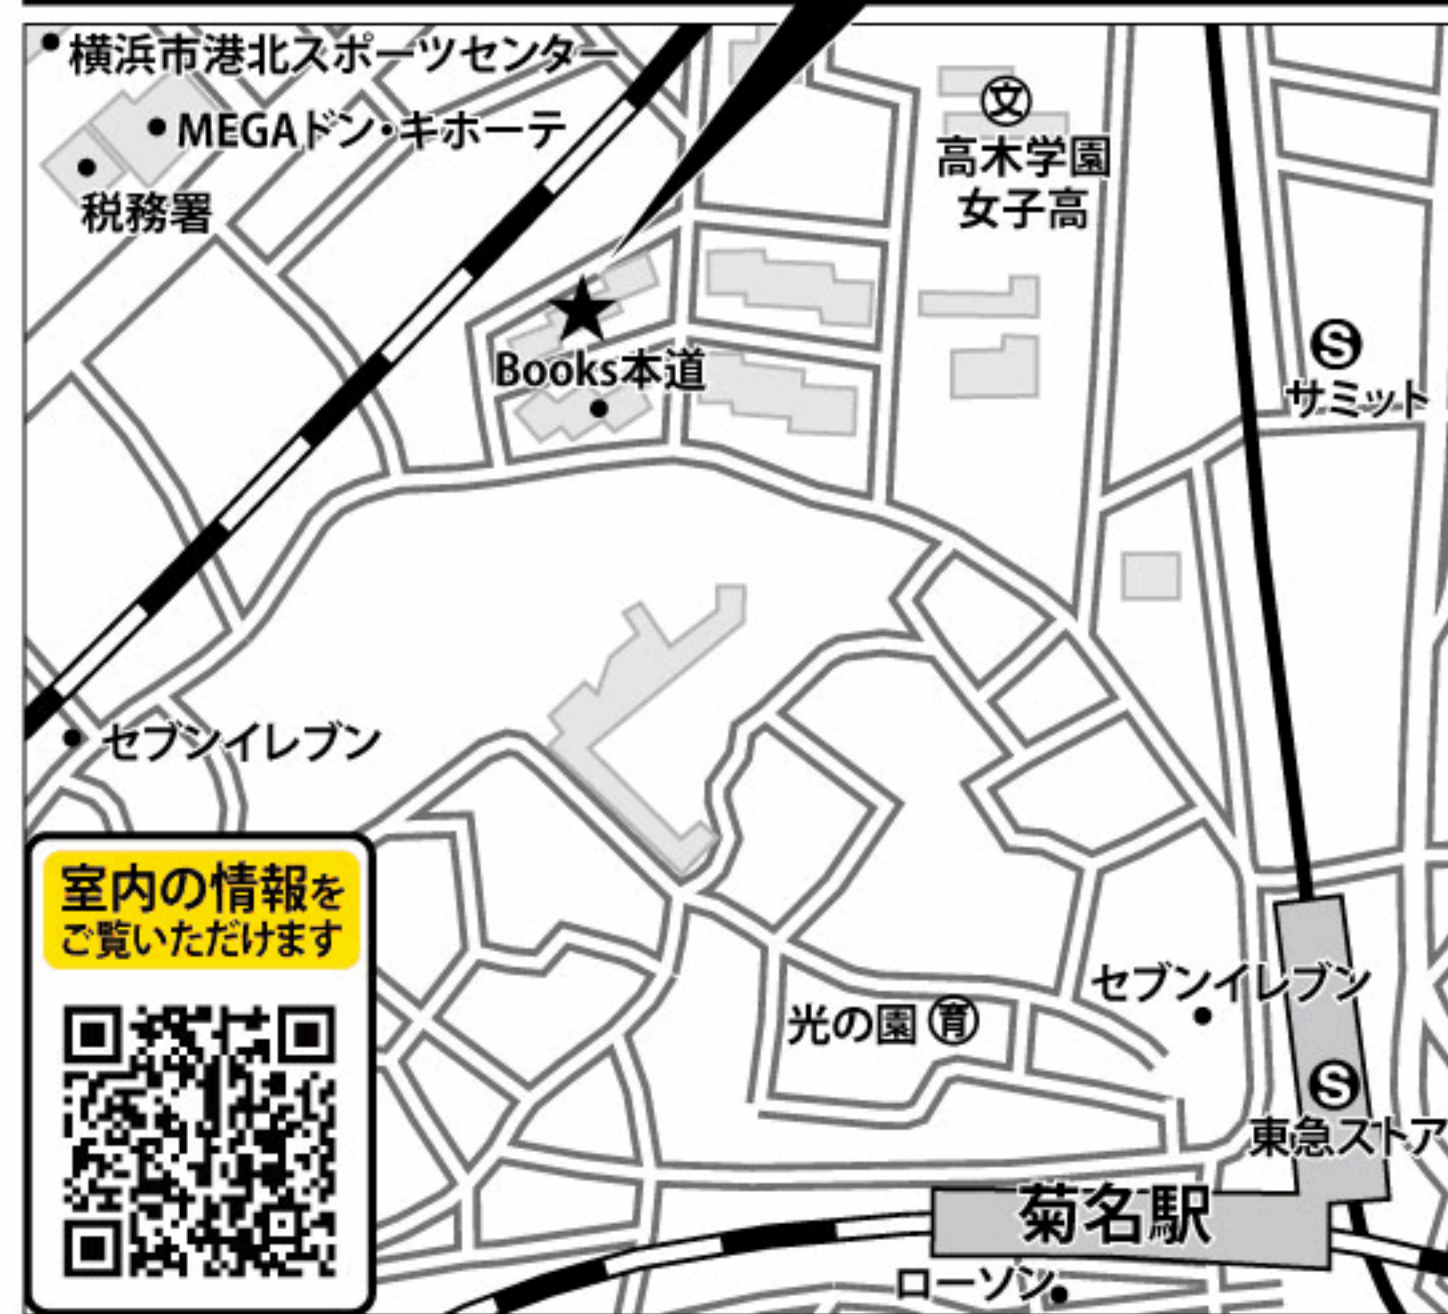 横浜市港北スポーツセンター
MEGAドン・キホーテ
税務署
文
高木学園
女子高
S
サミット
Books本道
セブンイレブン
室内の情報を
ご覧いただけます
セブンイレブン
光の園 育
S
東急ストア
菊名駅
ローソン